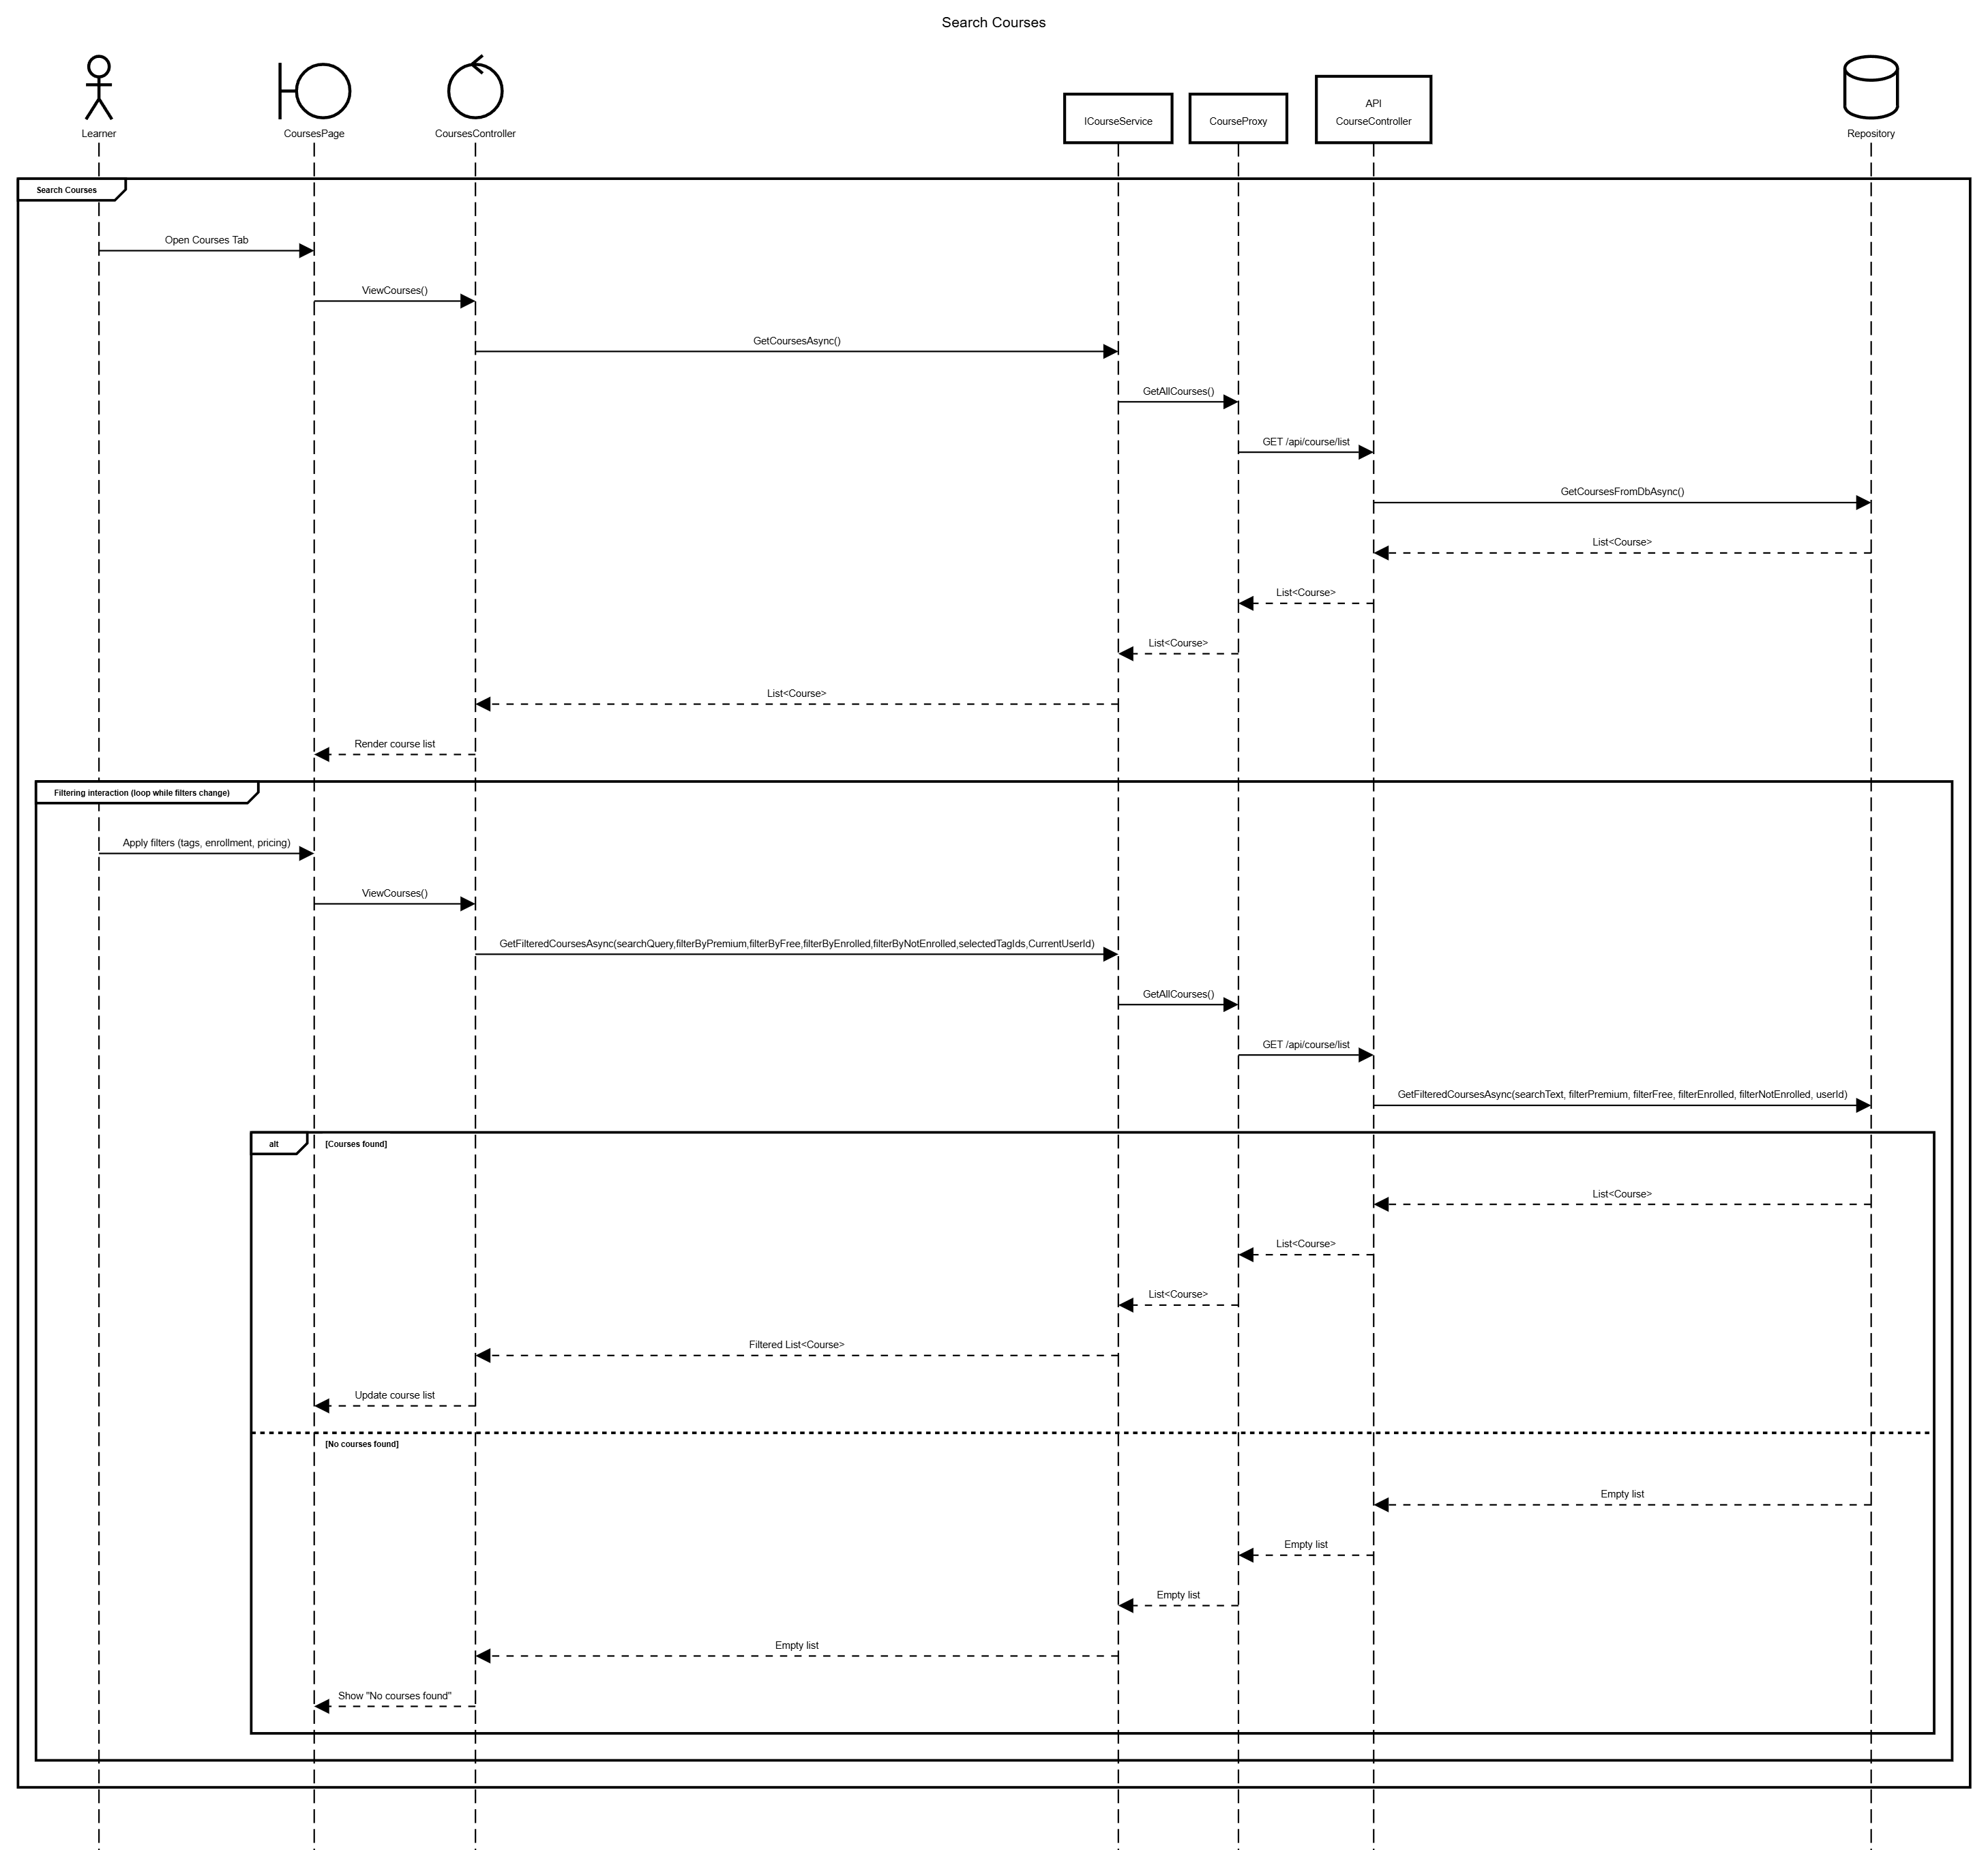 Search Courses
Learner
CoursesPage
CoursesController
ICourseService
CourseProxy
API
CourseController
Repository
Search Courses
Open Courses Tab
ViewCourses()
GetCoursesAsync()
GetAllCourses()
GET /api/course/list
GetCoursesFromDbAsync()
List<Course>
List<Course>
List<Course>
List<Course>
Render course list
Filtering interaction (loop while filters change)
Apply filters (tags, enrollment, pricing)
ViewCourses()
GetFilteredCoursesAsync(searchQuery,filterByPremium,filterByFree,filterByEnrolled,filterByNotEnrolled,selectedTagIds,CurrentUserId)
GetAllCourses()
GET /api/course/list
GetFilteredCoursesAsync(searchText, filterPremium, filterFree, filterEnrolled, filterNotEnrolled, userId)
alt [Courses found]
List<Course>
List<Course>
List<Course>
Filtered List<Course>
Update course list
[No courses found]
Empty list
Empty list
Empty list
Empty list
Show "No courses found"